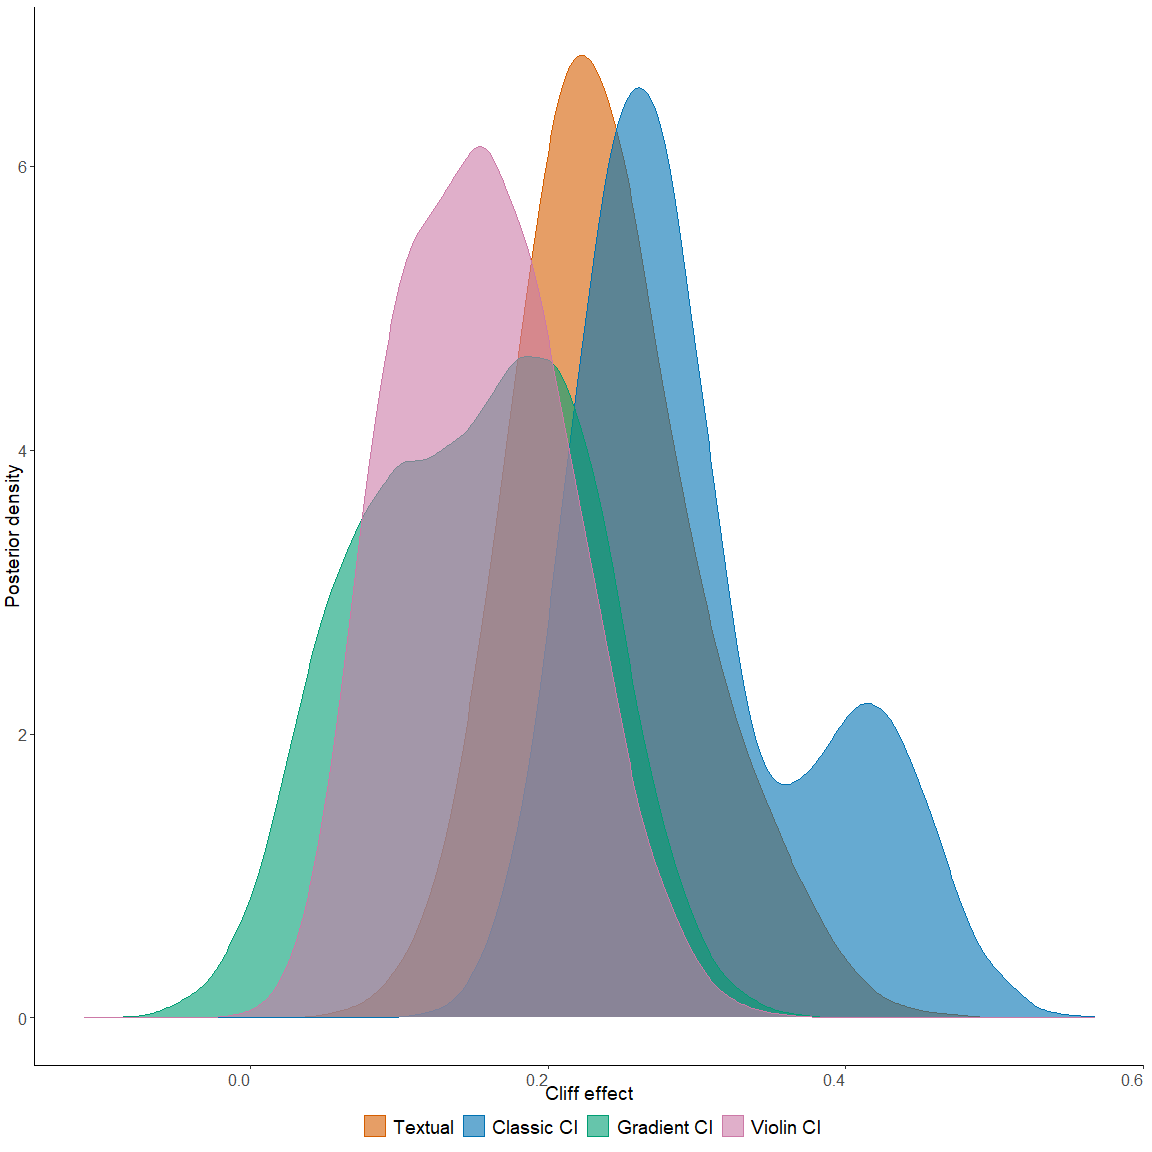 Posterior density
6
4
2
0
0.0 0.2 0.4 0.6
Cliff effect
Textual Classic CI Gradient CI Violin CI